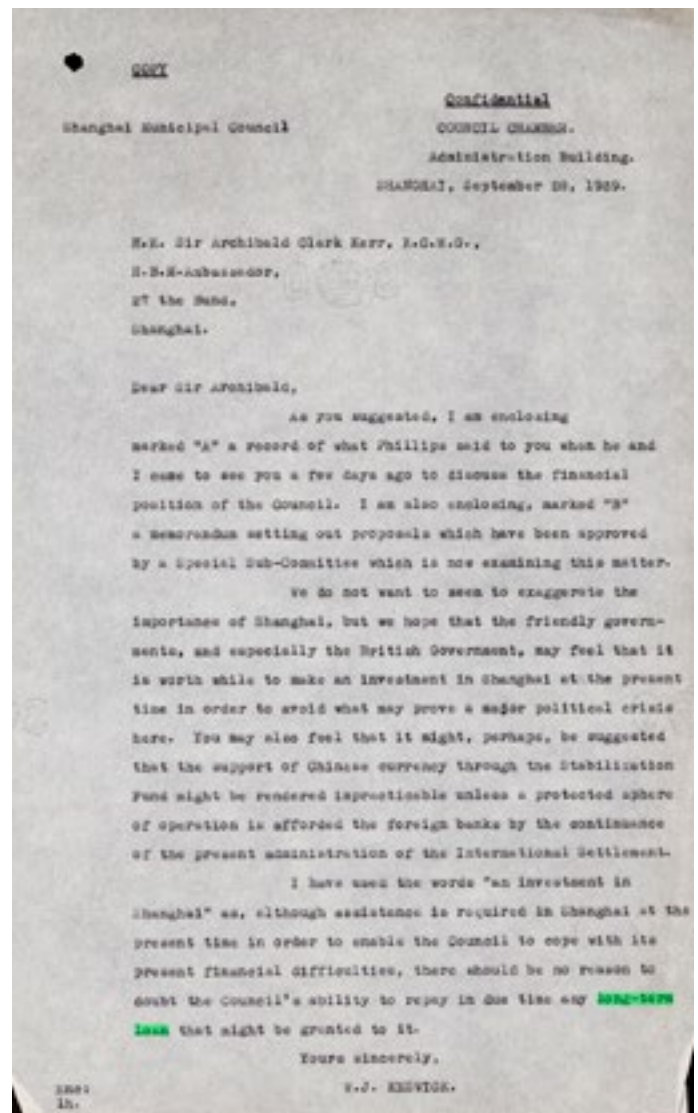 COPY
Confidential
Shanghai Municipal Council
COUNCIL CHAMBER.
Administration Building.
SHANGHAI, September 28, 1939.
H.E. Sir Archibald Clark Kerr, K.C.M.G.,
H.B.M-Ambassador,
27 the Bund,
Shanghai.
Dear Sir Archibald,
As you suggested, I am enclosing
marked "A" a record of what Phillips said to you when he and
I came to see you a few days ago to discuss the financial
position of the Council. I am also enclosing, marked "B"
a memorandum setting out proposals which have been approved
by a Special Sub-Committee which is now examining this matter.
We do not want to seem to exaggerate the
importance of Shanghai, but we hope that the friendly govern-
ments, and especially the British Government, may feel that it
is worth while to make an investment in Shanghai at the present
time in order to avoid what may prove a major political crisis
here. You may also feel that it might, perhaps, be suggested
that the support of Chinese currency through the Stabilization
Fund might be rendered impracticable unless a protected sphere
of operation is afforded the foreign banks by the continuance
of the present administration of the International Settlement.
I have used the words "an investment in
Shanghai" as, although assistance is required in Shanghai at the
present time in order to enable the Council to cope with its
present financial difficulties, there should be no reason to
doubt the Council's ability to repay in due time any long-term
loan that might be granted to it.
Yours sincerely,
W.J. KESWICK.
lh.